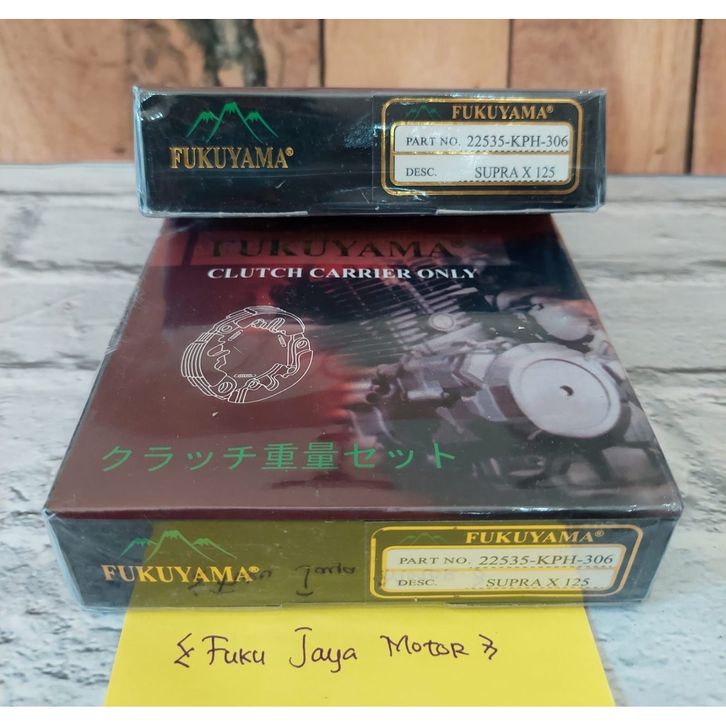 FUKUYAMA®
FUKUYAMA®
PART NO. 22535-KPH-306
DESC. SUPRA X 125
FUKUYAMA®
CLUTCH CARRIER ONLY
クラッチ重量セット
FUKUYAMA®
FUKUYAMA®
PART NO. 22535-KPH-306
DESC. SUPRA X 125
Fuku Jaya Motor